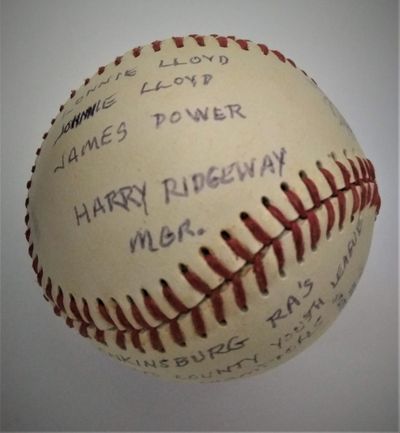 LLOYD
JOHNNIE LLOYD
JAMES POWER
HARRY RIDGEWAY
MGR.
RA'S
COUNTY YOUTH LEAGUE